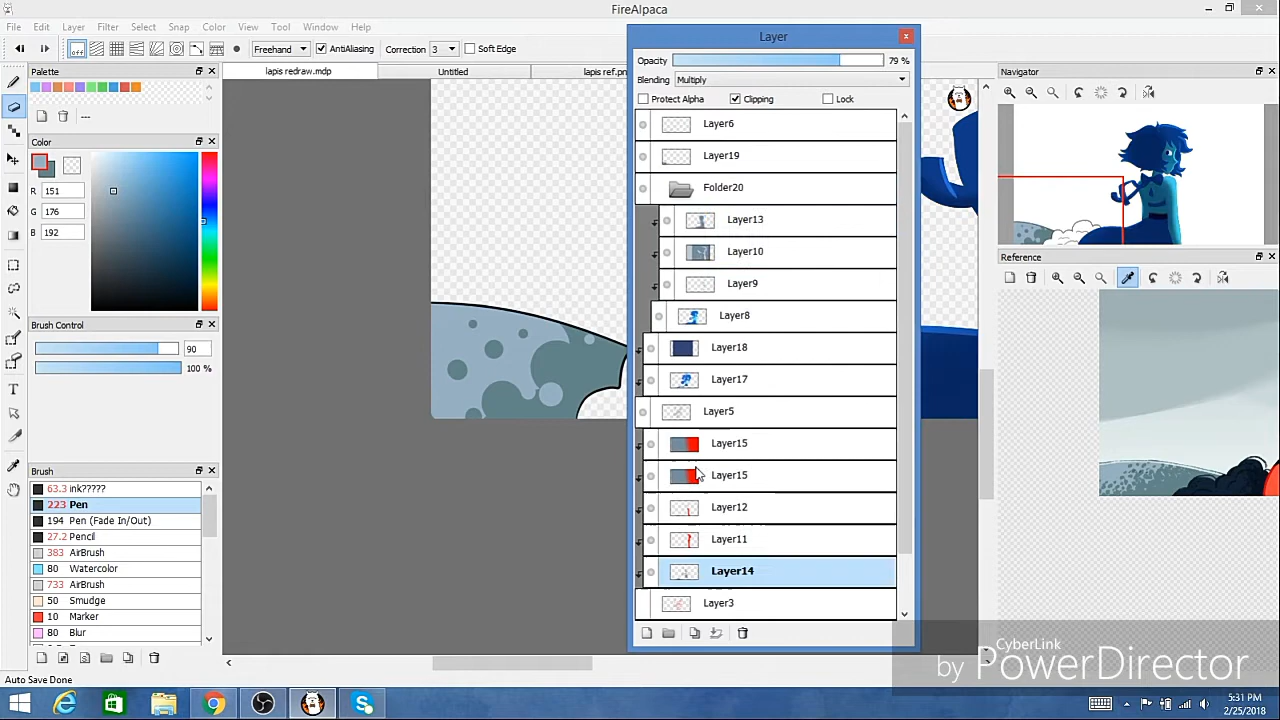 FireAlpaca
File Edit Layer Filter Select Snap Color View Tool Window Help
off Freehand AntiAliasing Correction 3 Soft Edge
Palette
---
Color
R 151
G 176
B 192
Brush Control
90
100 %
Brush
63.3 ink?????
223 Pen
194 Pen (Fade In/Out)
27.2 Pencil
383 AirBrush
80 Watercolor
733 AirBrush
50 Smudge
10 Marker
80 Blur
Auto Save Done
lapis redraw.mdp Untitled lapis ref.pn
Layer
Opacity 79 %
Blending Multiply
Protect Alpha Clipping Lock
Layer6
Layer19
Folder20
Layer13
Layer10
Layer9
Layer8
Layer18
Layer17
Layer5
Layer15
Layer15
Layer12
Layer11
Layer14
Layer3
Navigator
Reference
CyberLink
by PowerDirector
5:31 PM
2/25/2018